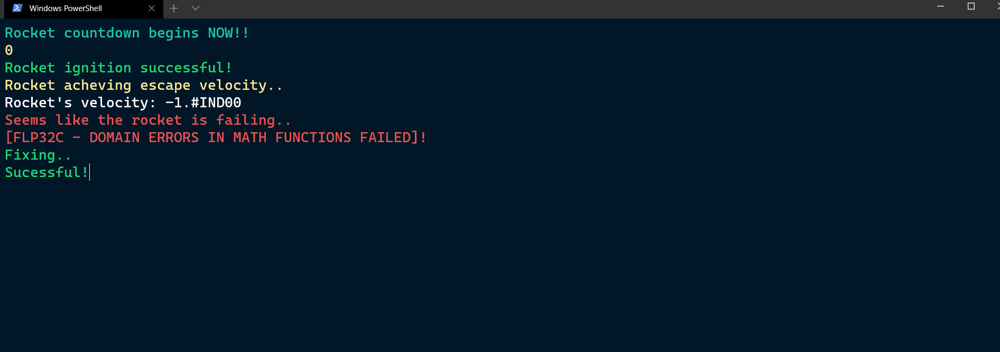 Windows PowerShell
Rocket countdown begins NOW!!
0
Rocket ignition successful!
Rocket acheving escape velocity..
Rocket's velocity: -1.#IND00
Seems like the rocket is failing..
[FLP32C - DOMAIN ERRORS IN MATH FUNCTIONS FAILED]!
Fixing..
Sucessful!